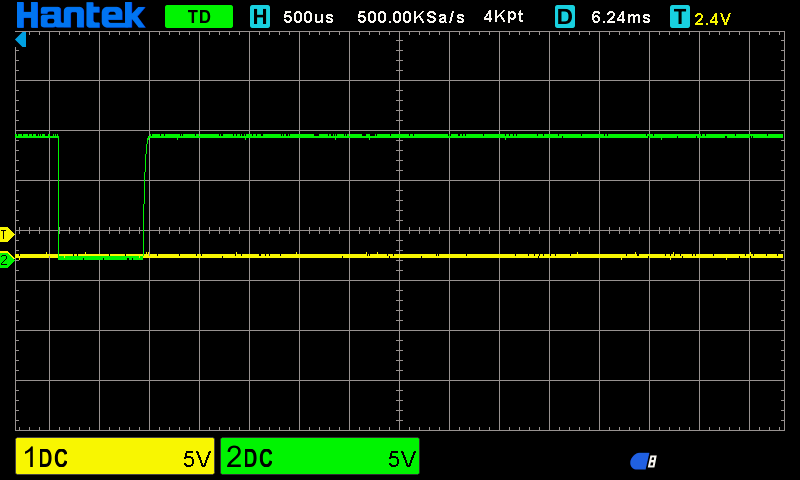 Hantek TD H 500us 500.00KSa/s 4Kpt D 6.24ms T 2.4V
T
2
1DC 5V 2DC 5V